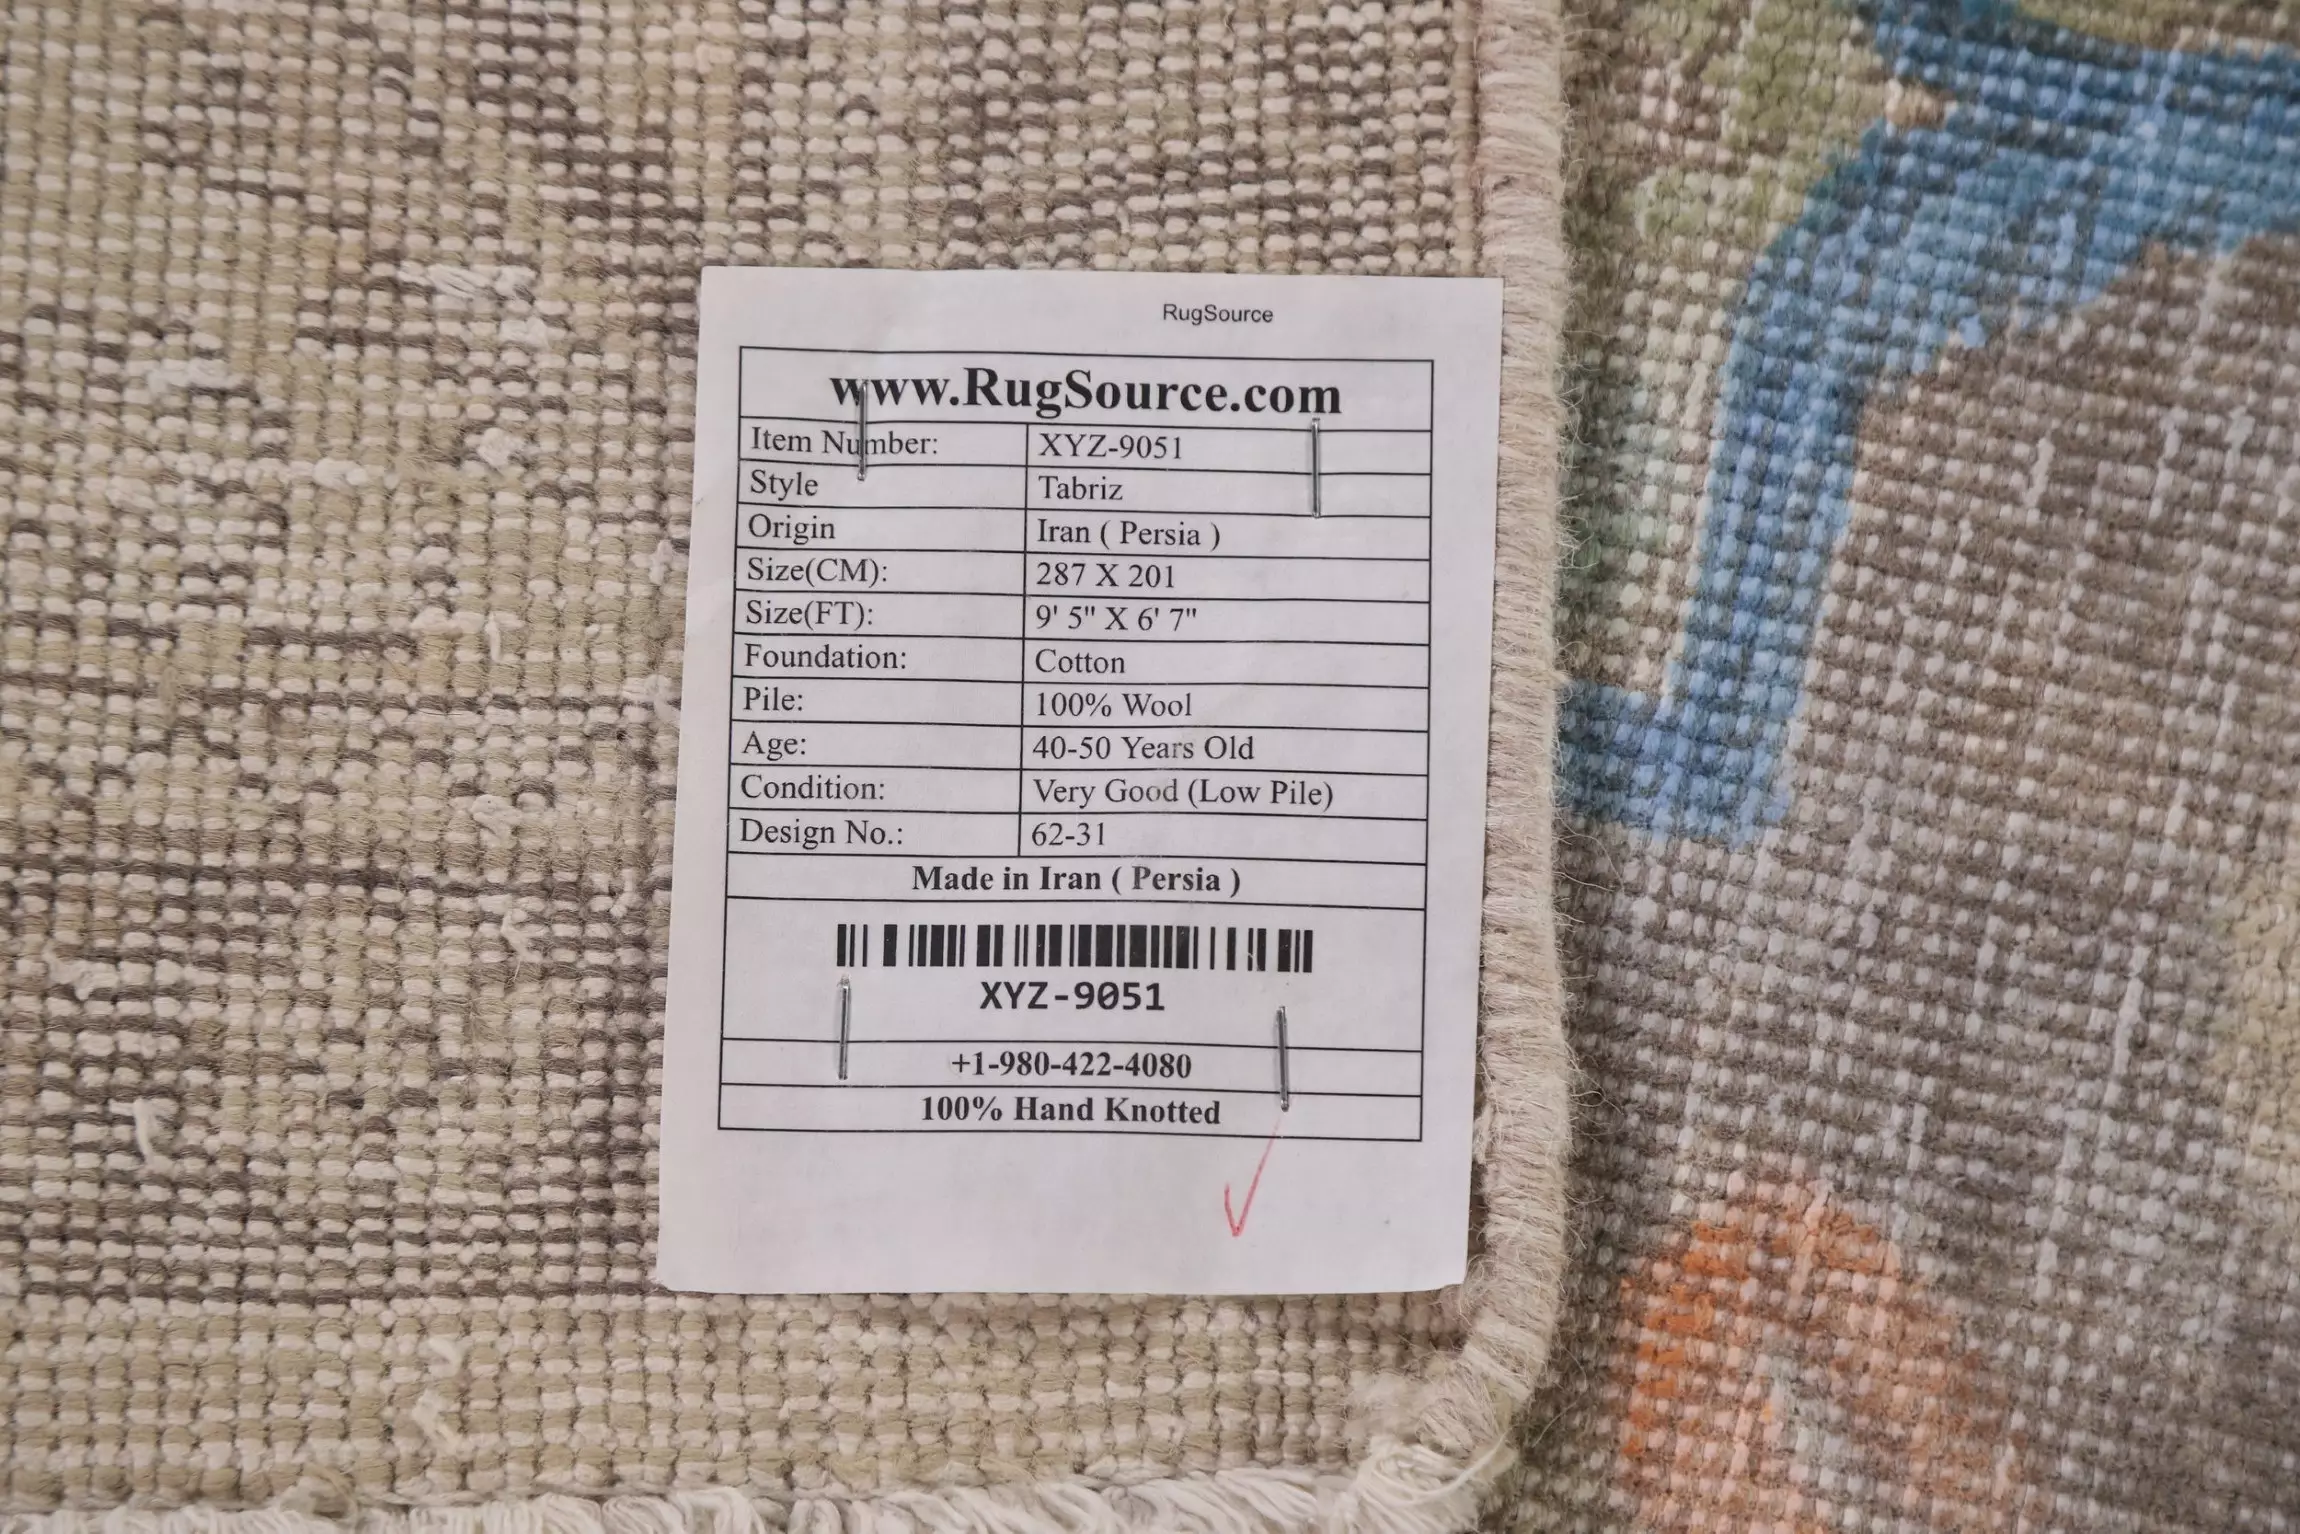 RugSource
www.RugSource.com
Item Number: XYZ-9051
Style Tabriz
Origin Iran ( Persia )
Size(CM): 287 X 201
Size(FT): 9' 5" X 6' 7"
Foundation: Cotton
Pile: 100% Wool
Age: 40-50 Years Old
Condition: Very Good (Low Pile)
Design No.: 62-31
Made in Iran ( Persia )
XYZ-9051
+1-980-422-4080
100% Hand Knotted